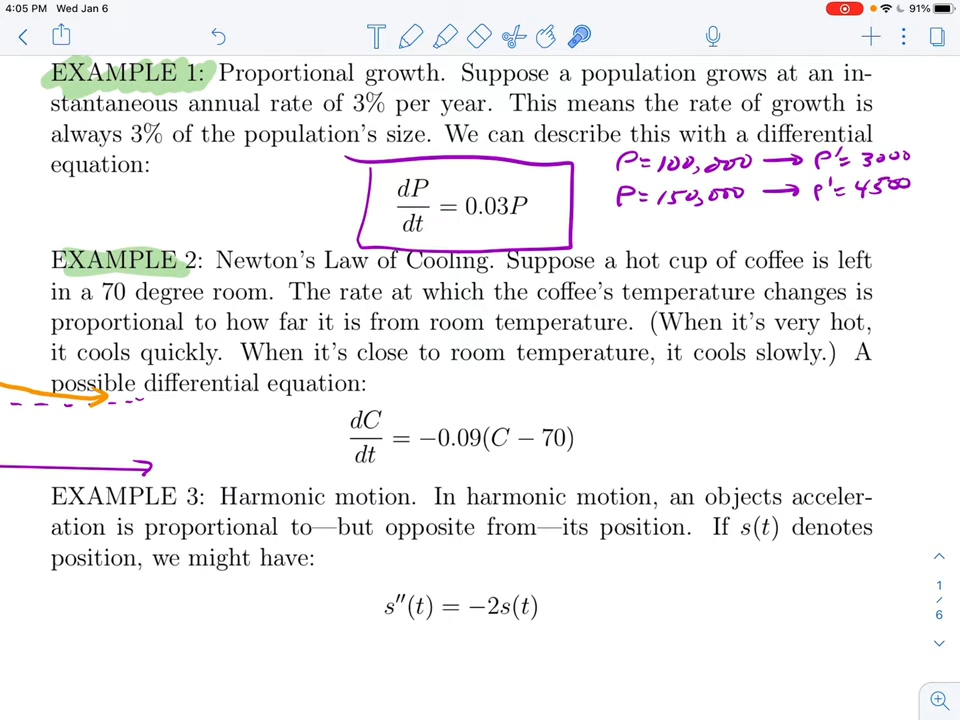 4:05 PM Wed Jan 6 91%
EXAMPLE 1: Proportional growth. Suppose a population grows at an in-
stantaneous annual rate of 3% per year. This means the rate of growth is
always 3% of the population's size. We can describe this with a differential
equation:
P=100,000 → P'= 3000
P=150,000 → P'= 4500
dP/dt = 0.03P
EXAMPLE 2: Newton's Law of Cooling. Suppose a hot cup of coffee is left
in a 70 degree room. The rate at which the coffee's temperature changes is
proportional to how far it is from room temperature. (When it's very hot,
it cools quickly. When it's close to room temperature, it cools slowly.) A
possible differential equation:
dC/dt = −0.09(C − 70)
EXAMPLE 3: Harmonic motion. In harmonic motion, an objects acceler-
ation is proportional to—but opposite from—its position. If s(t) denotes
position, we might have:
s″(t) = −2s(t)
1
/
6